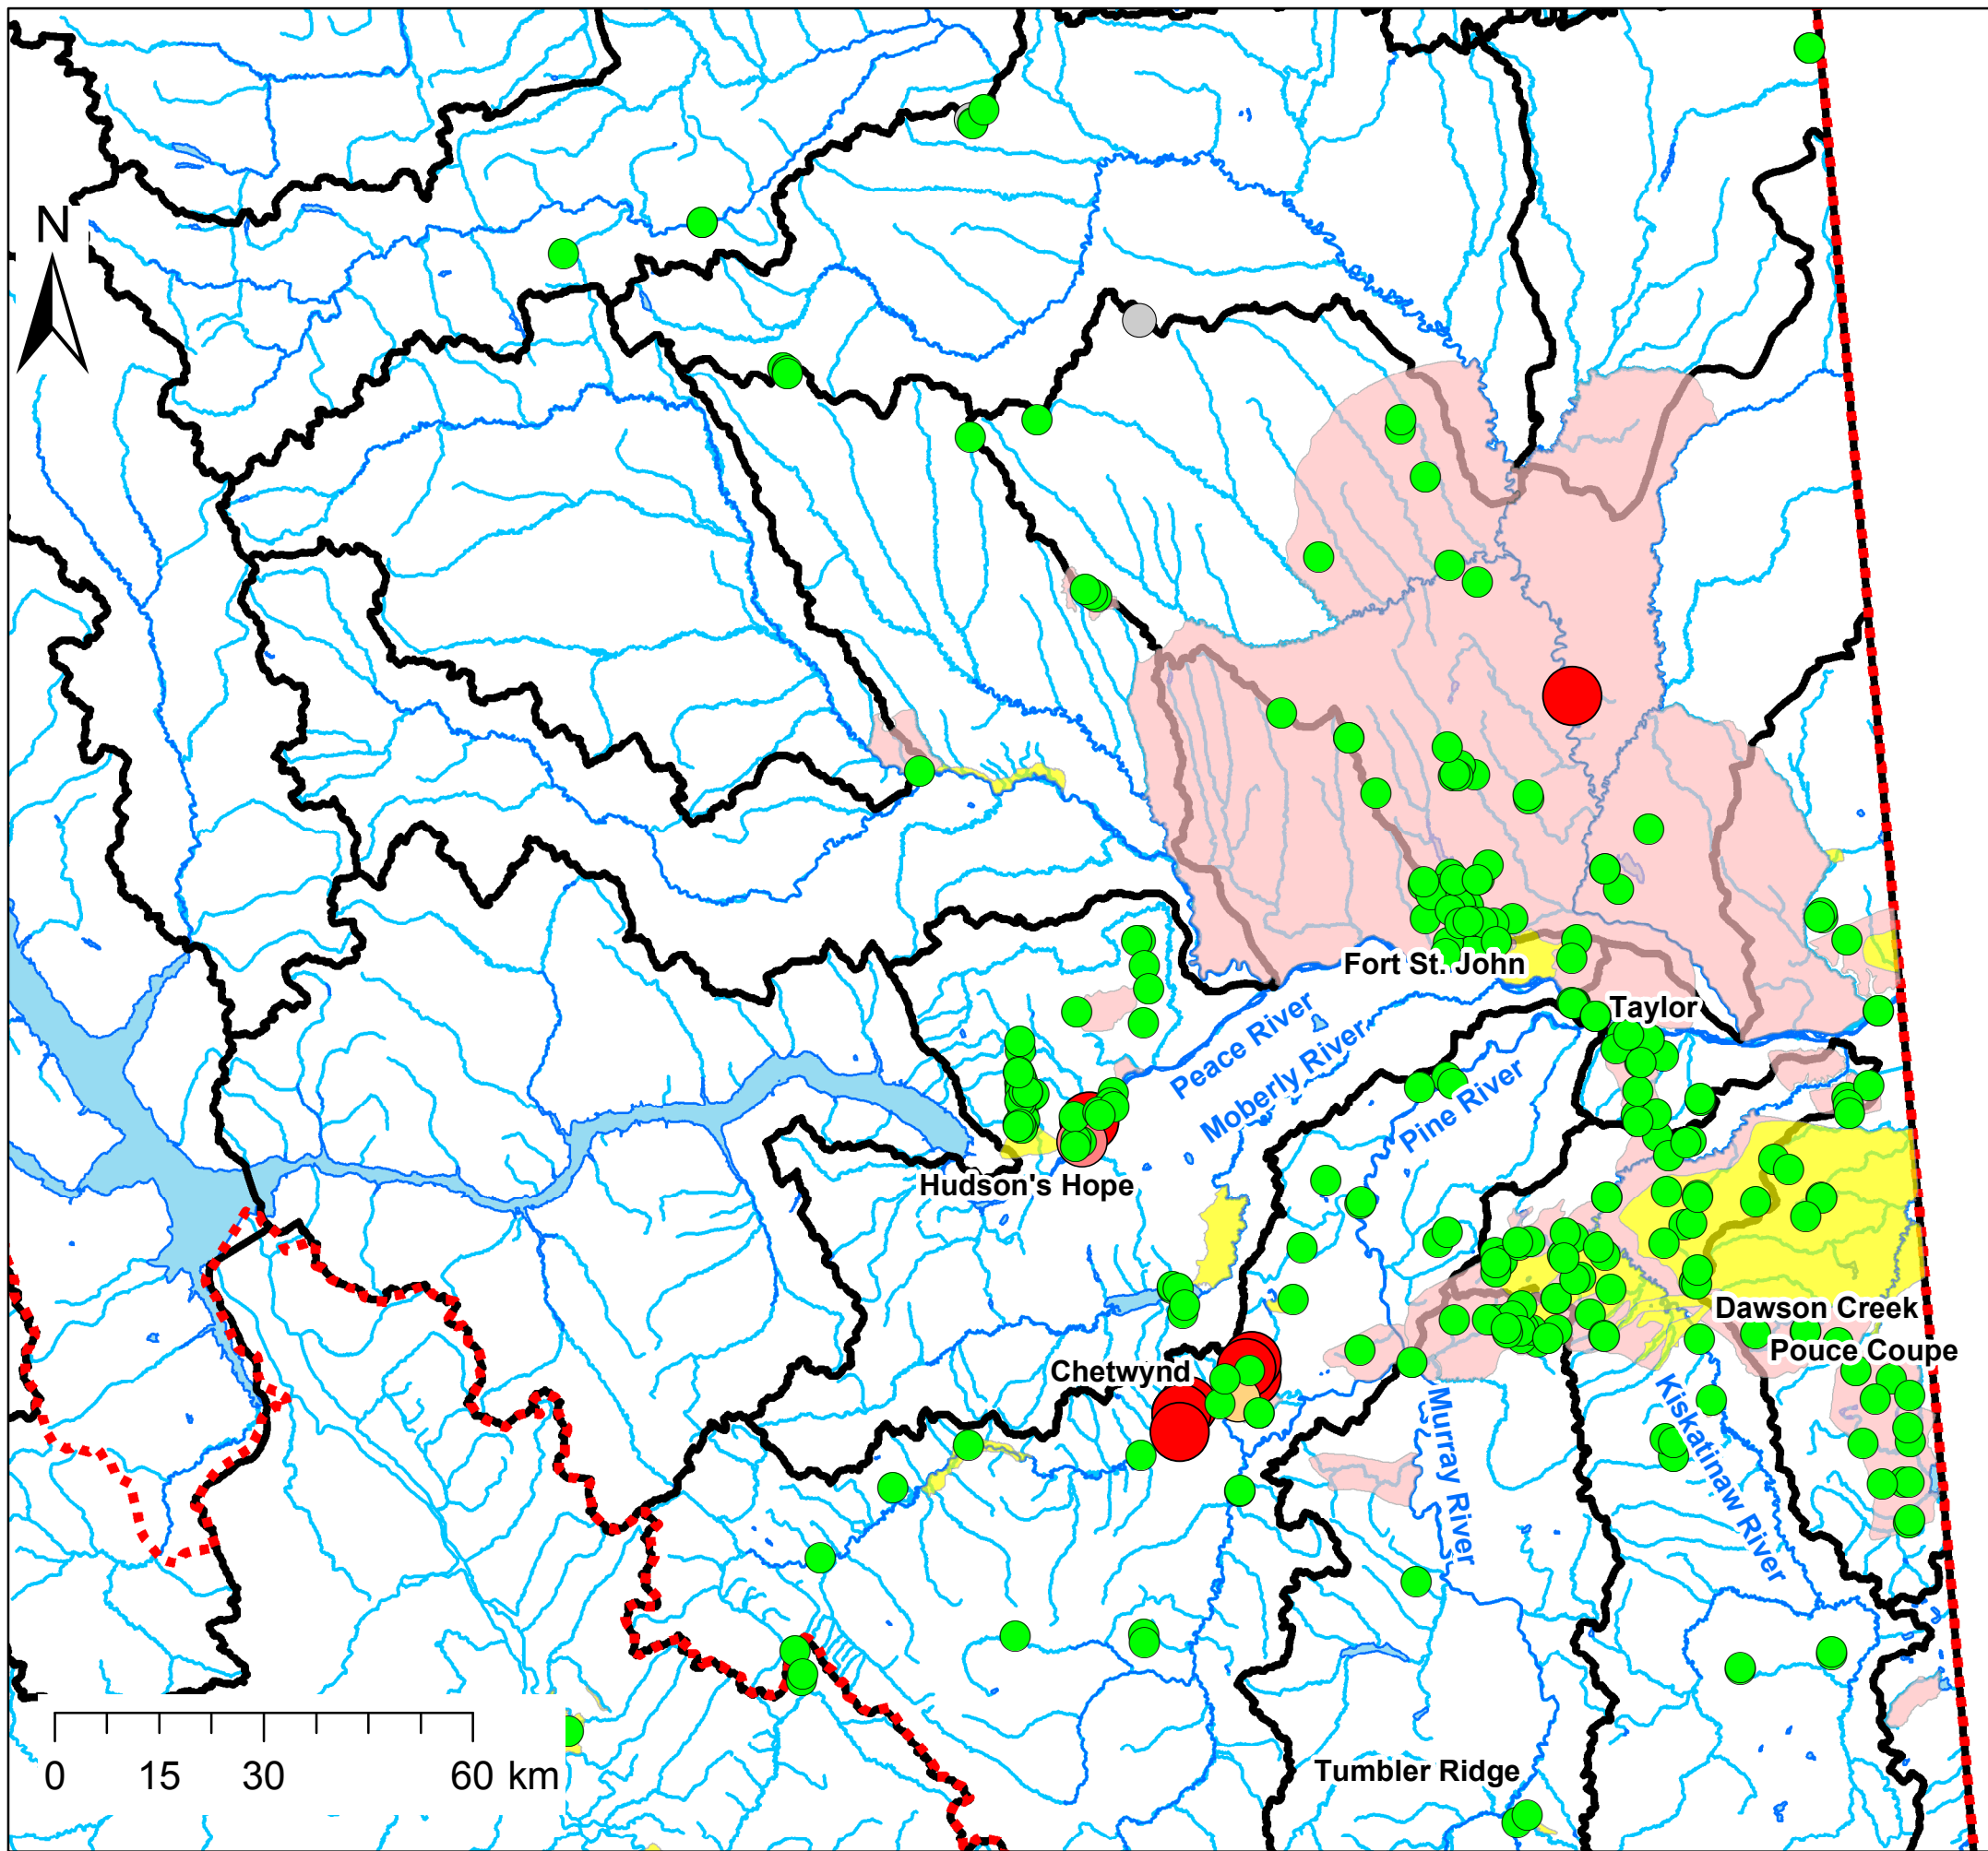 N
Fort St. John
Taylor
Peace River
Moberly River
Pine River
Hudson's Hope
Dawson Creek
Pouce Coupe
Chetwynd
Murray River
Kiskatinaw River
Tumbler Ridge
0 15 30 60 km